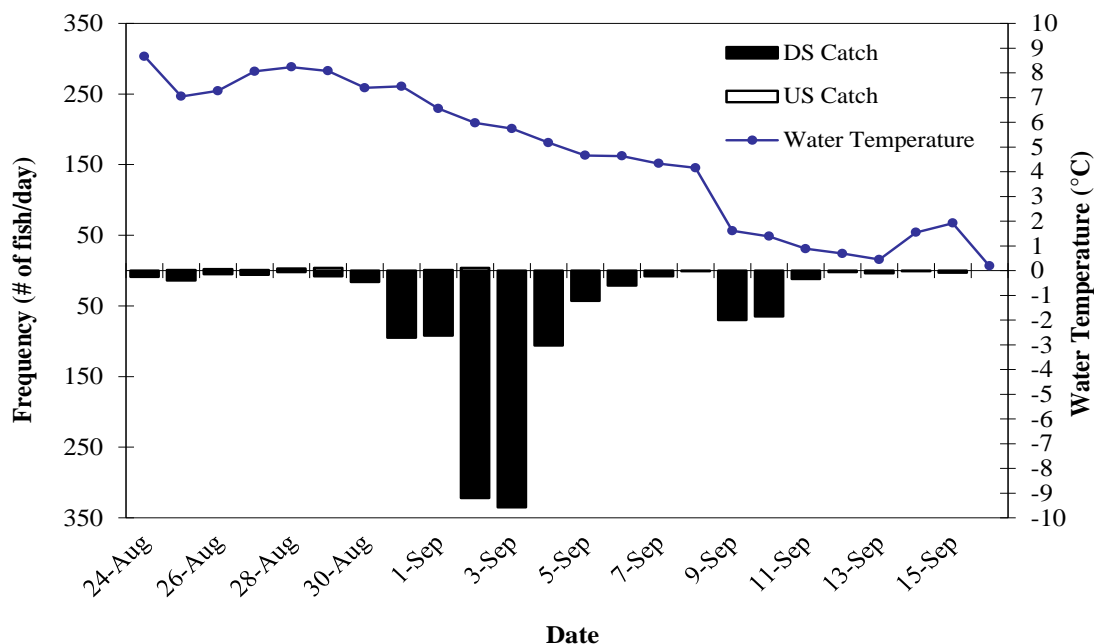 350
250
150
50
50
150
250
350
Frequency (# of fish/day)
DS Catch
US Catch
Water Temperature
10
9
8
7
6
5
4
3
2
1
0
-1
-2
-3
-4
-5
-6
-7
-8
-9
-10
Water Temperature (°C)
24-Aug
26-Aug
28-Aug
30-Aug
1-Sep
3-Sep
5-Sep
7-Sep
9-Sep
11-Sep
13-Sep
15-Sep
Date